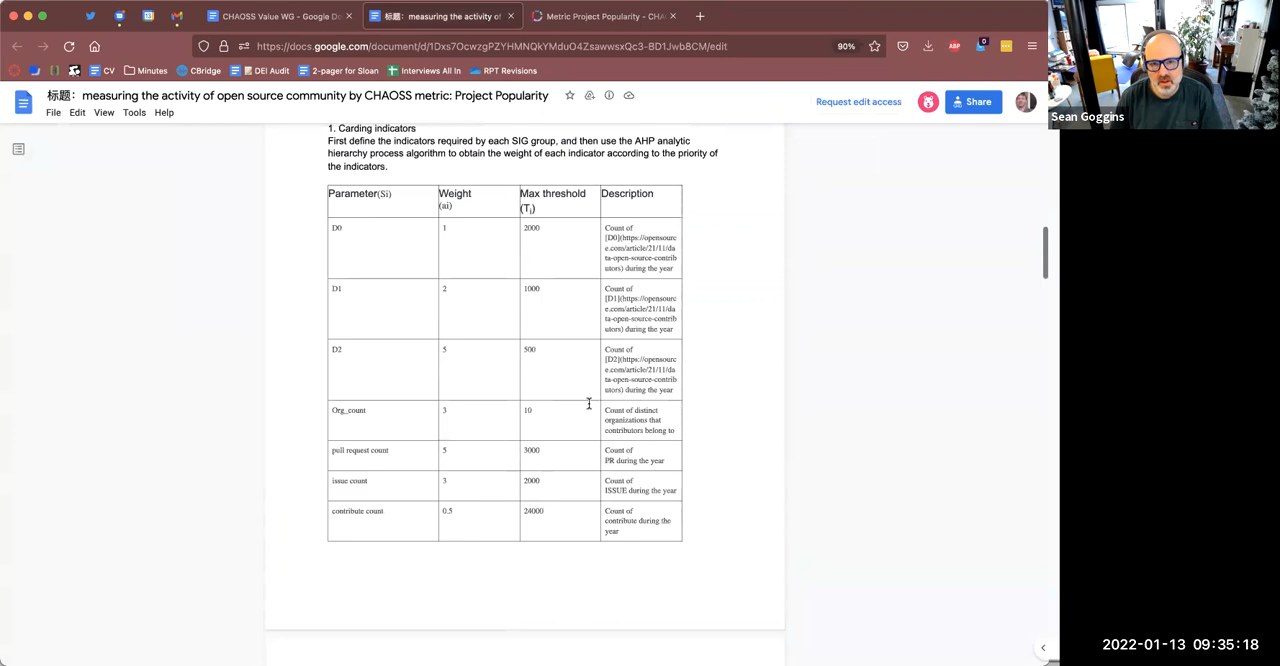 CHAOSS Value WG - Google Do
标题：measuring the activity of
Metric Project Popularity - CHA
https://docs.google.com/document/d/1Dxs7OcwzgPZYHMNQkYMduO4ZsawwsxQc3-BD1Jwb8CM/edit
90%
ABP
0
CV
Minutes
CBridge
DEI Audit
2-pager for Sloan
Interviews All In
RPT Revisions
标题：measuring the activity of open source community by CHAOSS metric: Project Popularity
File Edit View Tools Help
Request edit access
Share
Sean Goggins
1. Carding indicators
First define the indicators required by each SIG group, and then use the AHP analytic
hierarchy process algorithm to obtain the weight of each indicator according to the priority of
the indicators.
Parameter(Si)
Weight
(ai)
Max threshold
(Ti)
Description
D0
1
2000
Count of
[D0](https://opensourc
e.com/article/21/11/da
ta-open-source-contrib
utors) during the year
D1
2
1000
Count of
[D1](https://opensourc
e.com/article/21/11/da
ta-open-source-contrib
utors) during the year
D2
5
500
Count of
[D2](https://opensourc
e.com/article/21/11/da
ta-open-source-contrib
utors) during the year
Org_count
3
10
Count of distinct
organizations that
contributors belong to
pull request count
5
3000
Count of
PR during the year
issue count
3
2000
Count of
ISSUE during the year
contribute count
0.5
24000
Count of
contribute during the
year
2022-01-13 09:35:18